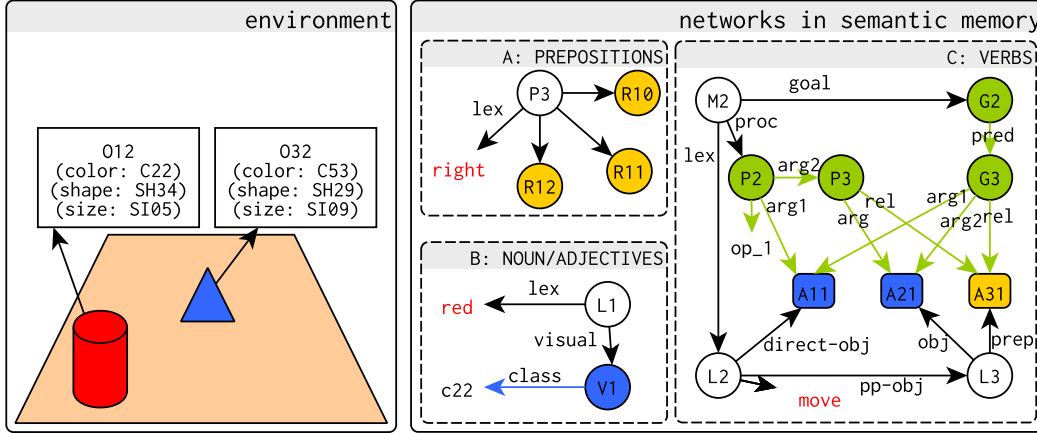 environment
O12
(color: C22)
(shape: SH34)
(size: SI05)
O32
(color: C53)
(shape: SH29)
(size: SI09)
networks in semantic memory
A: PREPOSITIONS
P3
R10
lex
right
R12
R11
B: NOUN/ADJECTIVES
lex
red
L1
visual
class
c22
V1
C: VERBS
M2
goal
G2
proc
pred
lex
P2
arg2
P3
G3
arg1
arg
rel
arg1
arg2
rel
op_1
A11
A21
A31
direct-obj
obj
prep
L2
pp-obj
L3
move